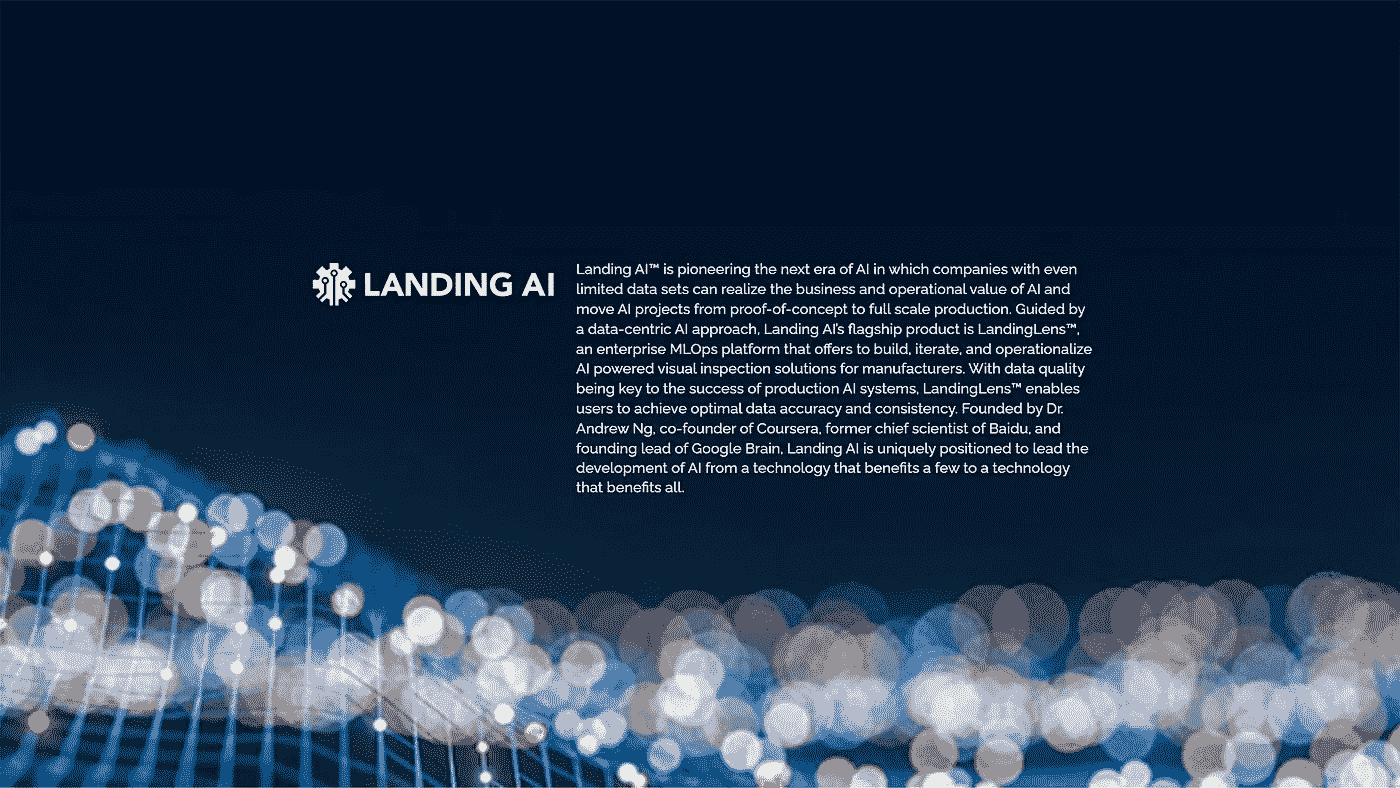 LANDING AI
Landing AI™ is pioneering the next era of AI in which companies with even
limited data sets can realize the business and operational value of AI and
move AI projects from proof-of-concept to full scale production. Guided by
a data-centric AI approach, Landing AI's flagship product is LandingLens™,
an enterprise MLOps platform that offers to build, iterate, and operationalize
AI powered visual inspection solutions for manufacturers. With data quality
being key to the success of production AI systems, LandingLens™ enables
users to achieve optimal data accuracy and consistency. Founded by Dr.
Andrew Ng, co-founder of Coursera, former chief scientist of Baidu, and
founding lead of Google Brain, Landing AI is uniquely positioned to lead the
development of AI from a technology that benefits a few to a technology
that benefits all.